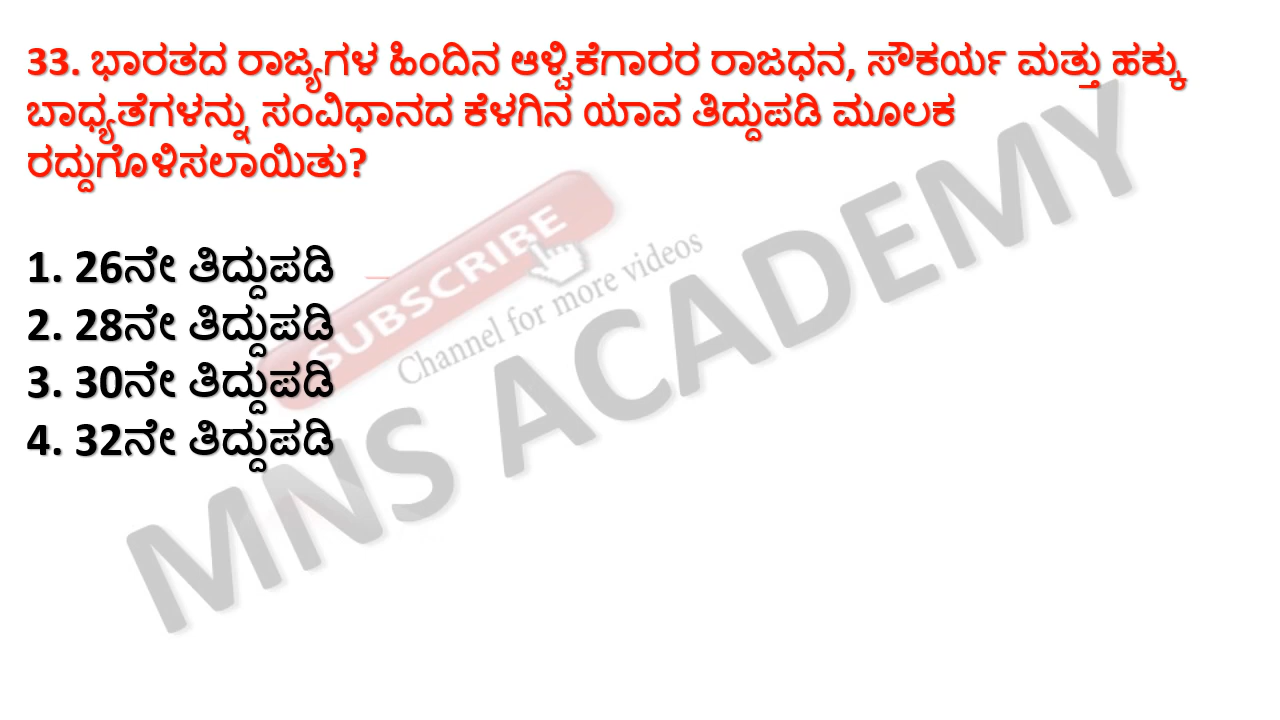 33. ಭಾರತದ ರಾಜ್ಯಗಳ ಹಿಂದಿನ ಆಳ್ವಿಕೆಗಾರರ ರಾಜಧನ, ಸೌಕರ್ಯ ಮತ್ತು ಹಕ್ಕು
ಬಾಧ್ಯತೆಗಳನ್ನು ಸಂವಿಧಾನದ ಕೆಳಗಿನ ಯಾವ ತಿದ್ದುಪಡಿ ಮೂಲಕ
ರದ್ದುಗೊಳಿಸಲಾಯಿತು?
1. 26ನೇ ತಿದ್ದುಪಡಿ
2. 28ನೇ ತಿದ್ದುಪಡಿ
3. 30ನೇ ತಿದ್ದುಪಡಿ
4. 32ನೇ ತಿದ್ದುಪಡಿ
SUBSCRIBE
Channel for more videos
MNS ACADEMY